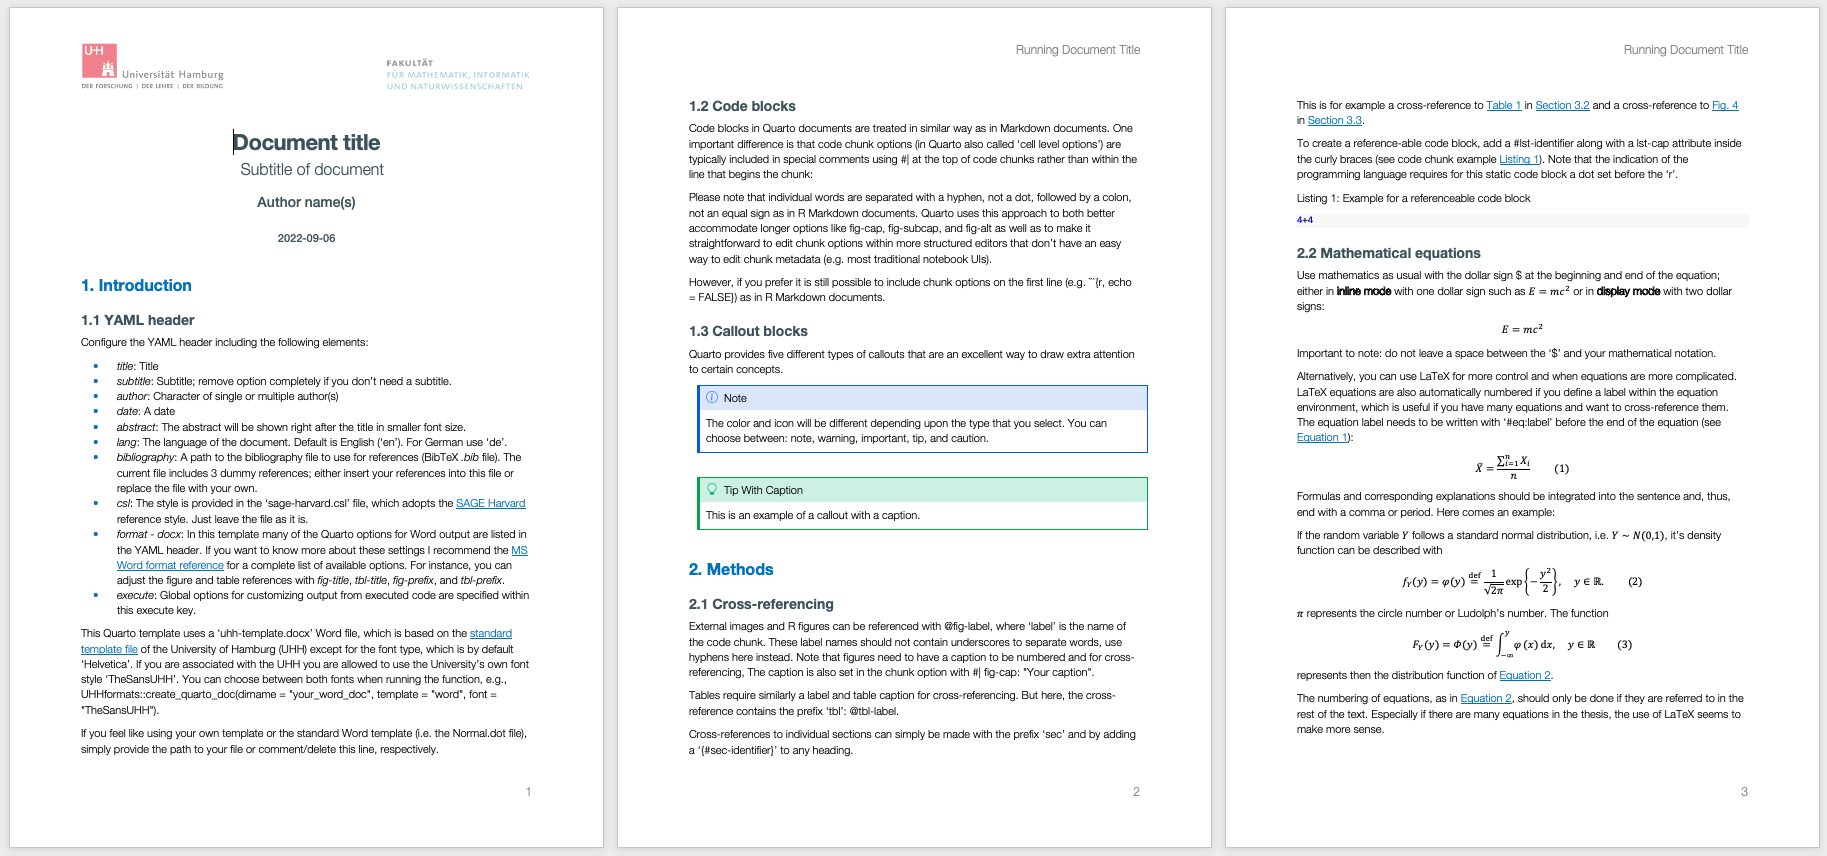 UHH
Universität Hamburg
DER FORSCHUNG | DER LEHRE | DER BILDUNG
FAKULTÄT
FÜR MATHEMATIK, INFORMATIK
UND NATURWISSENSCHAFTEN
Document title
Subtitle of document
Author name(s)
2022-09-06
1. Introduction
1.1 YAML header
Configure the YAML header including the following elements:
• title: Title
• subtitle: Subtitle; remove option completely if you don’t need a subtitle.
• author: Character of single or multiple author(s)
• date: A date
• abstract: The abstract will be shown right after the title in smaller font size.
• lang: The language of the document. Default is English (‘en’). For German use ‘de’.
• bibliography: A path to the bibliography file to use for references (BibTeX .bib file). The
current file includes 3 dummy references; either insert your references into this file or
replace the file with your own.
• csl: The style is provided in the ‘sage-harvard.csl’ file, which adopts the SAGE Harvard
reference style. Just leave the file as it is.
• format - docx: In this template many of the Quarto options for Word output are listed in
the YAML header. If you want to know more about these settings I recommend the MS
Word format reference for a complete list of available options. For instance, you can
adjust the figure and table references with fig-title, tbl-title, fig-prefix, and tbl-prefix.
• execute: Global options for customizing output from executed code are specified within
this execute key.
This Quarto template uses a ‘uhh-template.docx’ Word file, which is based on the standard
template file of the University of Hamburg (UHH) except for the font type, which is by default
‘Helvetica’. If you are associated with the UHH you are allowed to use the University’s own font
style ‘TheSansUHH’. You can choose between both fonts when running the function, e.g.,
UHHformats::create_quarto_doc(dirname = "your_word_doc", template = "word", font =
"TheSansUHH").
If you feel like using your own template or the standard Word template (i.e. the Normal.dot file),
simply provide the path to your file or comment/delete this line, respectively.
1
Running Document Title
1.2 Code blocks
Code blocks in Quarto documents are treated in similar way as in Markdown documents. One
important difference is that code chunk options (in Quarto also called ‘cell level options’) are
typically included in special comments using #| at the top of code chunks rather than within the
line that begins the chunk:
Please note that individual words are separated with a hyphen, not a dot, followed by a colon,
not an equal sign as in R Markdown documents. Quarto uses this approach to both better
accommodate longer options like fig-cap, fig-subcap, and fig-alt as well as to make it
straightforward to edit chunk options within more structured editors that don’t have an easy
way to edit chunk metadata (e.g. most traditional notebook UIs).
However, if you prefer it is still possible to include chunk options on the first line (e.g. ```{r, echo
= FALSE}) as in R Markdown documents.
1.3 Callout blocks
Quarto provides five different types of callouts that are an excellent way to draw extra attention
to certain concepts.
Note
The color and icon will be different depending upon the type that you select. You can
choose between: note, warning, important, tip, and caution.
Tip With Caption
This is an example of a callout with a caption.
2. Methods
2.1 Cross-referencing
External images and R figures can be referenced with @fig-label, where ‘label’ is the name of
the code chunk. These label names should not contain underscores to separate words, use
hyphens here instead. Note that figures need to have a caption to be numbered and for cross-
referencing, The caption is also set in the chunk option with #| fig-cap: "Your caption".
Tables require similarly a label and table caption for cross-referencing. But here, the cross-
reference contains the prefix ‘tbl’: @tbl-label.
Cross-references to individual sections can simply be made with the prefix ‘sec’ and by adding
a ‘{#sec-identifier}’ to any heading.
2
Running Document Title
This is for example a cross-reference to Table 1 in Section 3.2 and a cross-reference to Fig. 4
in Section 3.3.
To create a reference-able code block, add a #lst-identifier along with a lst-cap attribute inside
the curly braces (see code chunk example Listing 1). Note that the indication of the
programming language requires for this static code block a dot set before the ‘r’.
Listing 1: Example for a referenceable code block
4+4
2.2 Mathematical equations
Use mathematics as usual with the dollar sign $ at the beginning and end of the equation;
either in inline mode with one dollar sign such as E = mc² or in display mode with two dollar
signs:
E = mc²
Important to note: do not leave a space between the ‘$’ and your mathematical notation.
Alternatively, you can use LaTeX for more control and when equations are more complicated.
LaTeX equations are also automatically numbered if you define a label within the equation
environment, which is useful if you have many equations and want to cross-reference them.
The equation label needs to be written with ‘#eq:label’ before the end of the equation (see
Equation 1):
X̄ = ∑ⁿᵢ₌₁ Xᵢ / n (1)
Formulas and corresponding explanations should be integrated into the sentence and, thus,
end with a comma or period. Here comes an example:
If the random variable Y follows a standard normal distribution, i.e. Y ~ N(0,1), it’s density
function can be described with
f_Y(y) = φ(y) ≝ 1/√2π exp{−y²/2}, y ∈ ℝ. (2)
π represents the circle number or Ludolph’s number. The function
F_Y(y) = Φ(y) ≝ ∫_{−∞}^{y} φ (x) dx, y ∈ ℝ (3)
represents then the distribution function of Equation 2.
The numbering of equations, as in Equation 2, should only be done if they are referred to in the
rest of the text. Especially if there are many equations in the thesis, the use of LaTeX seems to
make more sense.
3